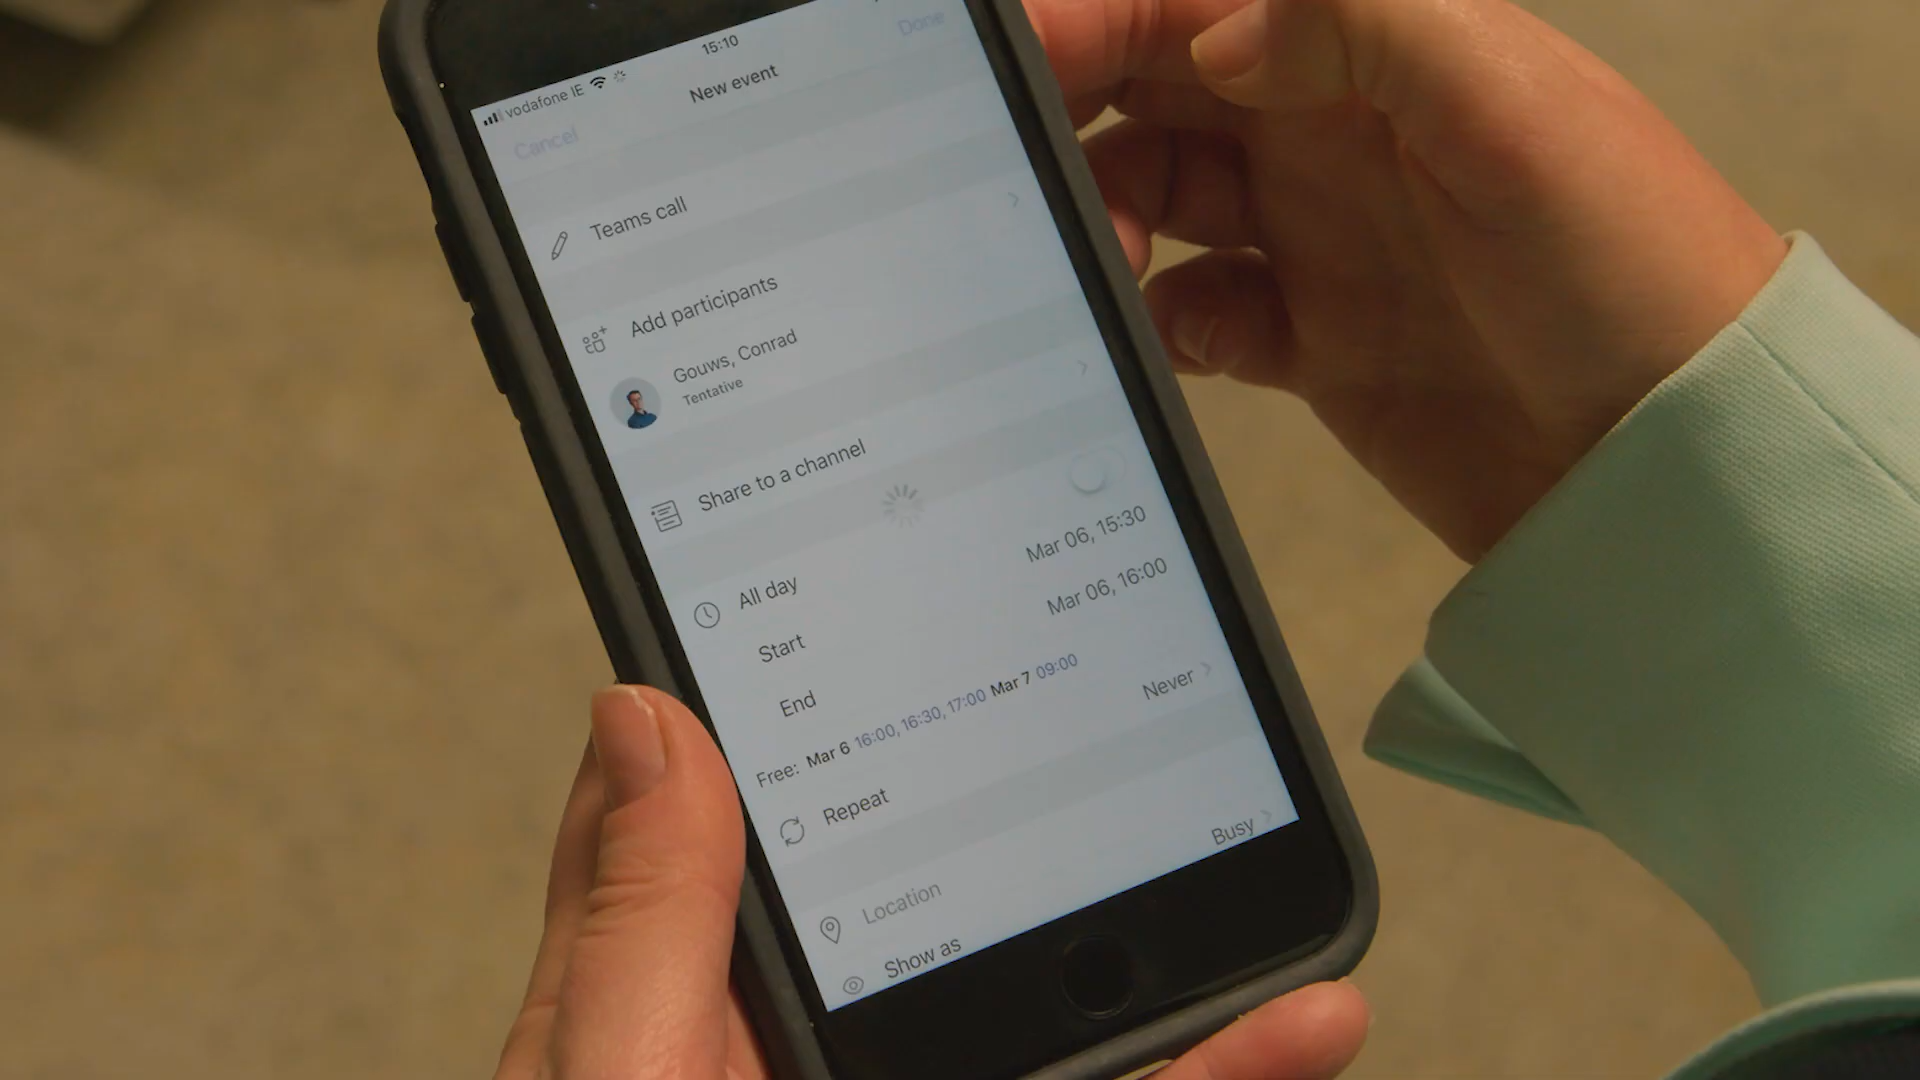 15:10
Done
vodafone IE
New event
Cancel
Teams call
Add participants
Gouws, Conrad
Tentative
Share to a channel
All day
Start Mar 06, 15:30
End Mar 06, 16:00
Free: Mar 6 16:00, 16:30, 17:00 Mar 7 09:00
Repeat Never
Location
Show as Busy